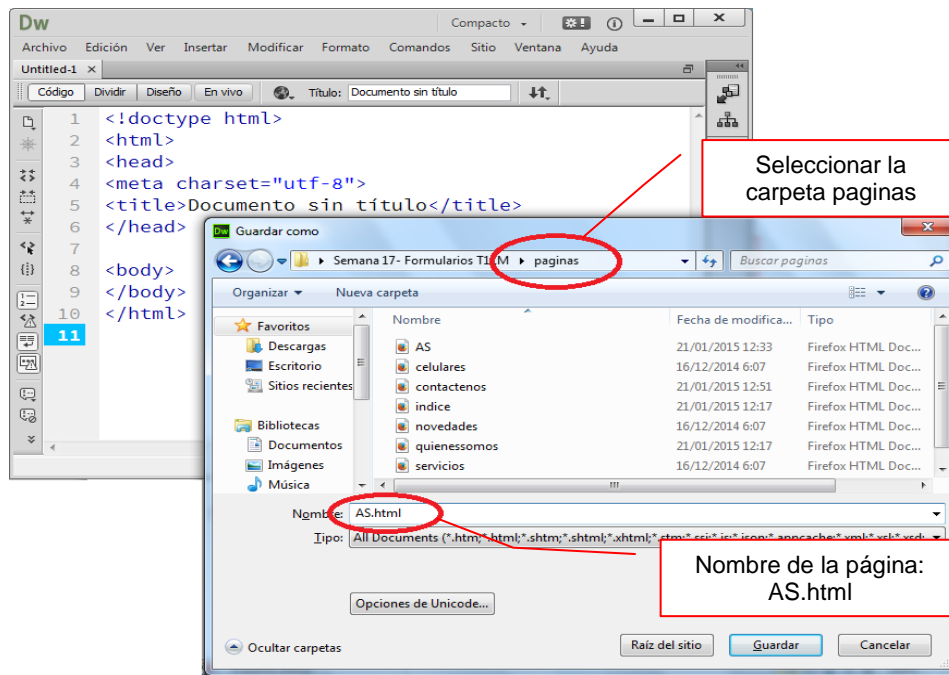 Dw
Compacto
Archivo Edición Ver Insertar Modificar Formato Comandos Sitio Ventana Ayuda
Untitled-1 ×
Código Dividir Diseño En vivo Título: Documento sin título
1 <!doctype html>
2 <html>
3 <head>
4 <meta charset="utf-8">
5 <title>Documento sin título</title>
6 </head>
7
8 <body>
9 </body>
10 </html>
11
Seleccionar la
carpeta paginas
Dw Guardar como
Semana 17- Formularios T1 M ▸ paginas
Buscar paginas
Organizar Nueva carpeta
Favoritos
Descargas
Escritorio
Sitios recientes
Bibliotecas
Documentos
Imágenes
Música
Nombre Fecha de modifica... Tipo
AS 21/01/2015 12:33 Firefox HTML Doc...
celulares 16/12/2014 6:07 Firefox HTML Doc...
contactenos 21/01/2015 12:51 Firefox HTML Doc...
indice 21/01/2015 12:17 Firefox HTML Doc...
novedades 16/12/2014 6:07 Firefox HTML Doc...
quienessomos 21/01/2015 12:17 Firefox HTML Doc...
servicios 16/12/2014 6:07 Firefox HTML Doc...
Nombre: AS.html
Tipo: All Documents (*.htm;*.html;*.shtm;*.shtml;*.xhtml;
Nombre de la página:
AS.html
Opciones de Unicode...
Ocultar carpetas
Raíz del sitio Guardar Cancelar